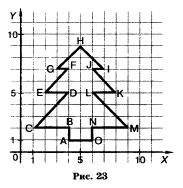 Y
10
H
G F J I
5 E D L K
C B N M
1 A O
0 1 5 10 X
Рис. 23